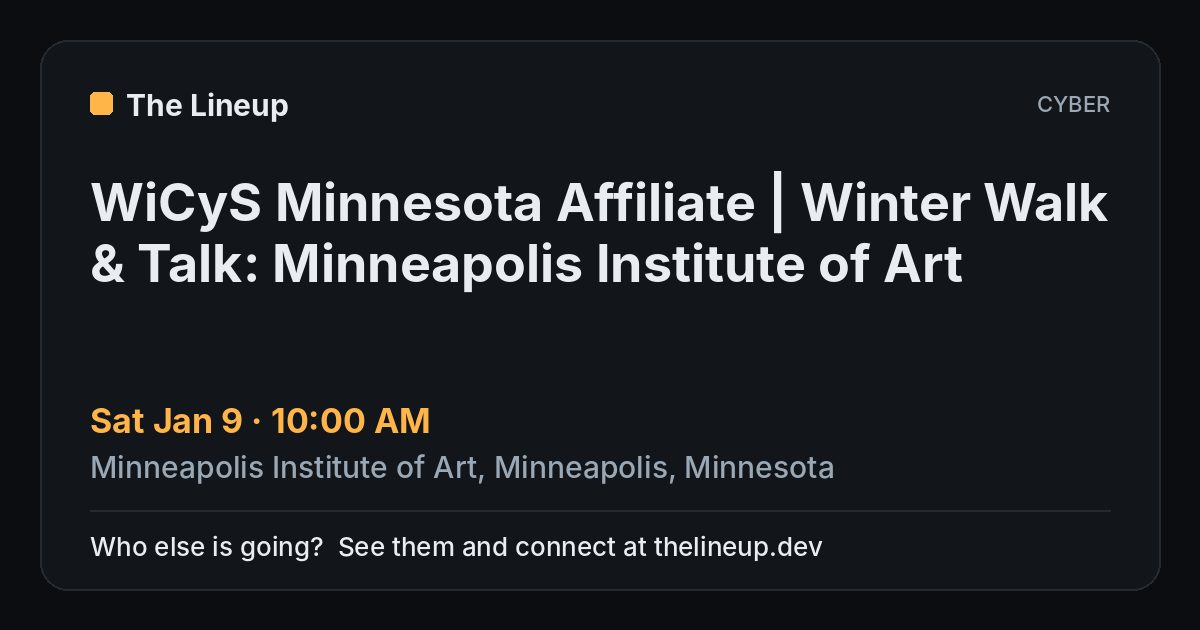 The Lineup
CYBER
WiCyS Minnesota Affiliate | Winter Walk
& Talk: Minneapolis Institute of Art
Sat Jan 9 · 10:00 AM
Minneapolis Institute of Art, Minneapolis, Minnesota
Who else is going? See them and connect at thelineup.dev